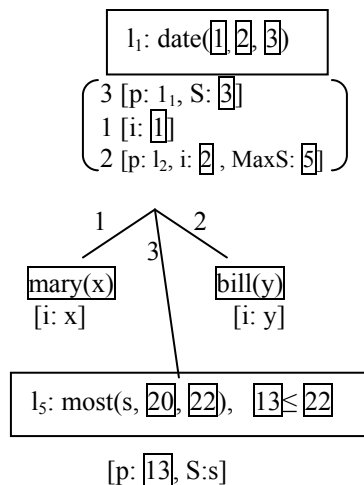 l₁: date(1, 2, 3)
3 [p: 1₁, S: 3]
1 [i: 1]
2 [p: l₂, i: 2 , MaxS: 5]
1 2
3
mary(x) bill(y)
[i: x] [i: y]
l₅: most(s, 20, 22), 13≤ 22
[p: 13, S:s]